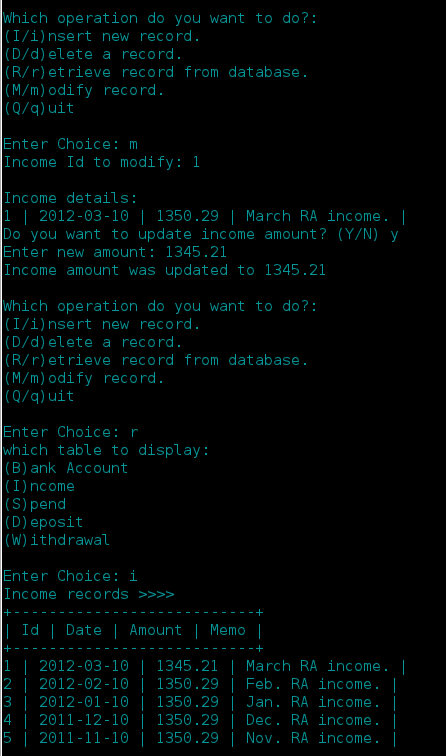 Which operation do you want to do?:
(I/i)nsert new record.
(D/d)elete a record.
(R/r)etrieve record from database.
(M/m)odify record.
(Q/q)uit
Enter Choice: m
Income Id to modify: 1
Income details:
1 | 2012-03-10 | 1350.29 | March RA income. |
Do you want to update income amount? (Y/N) y
Enter new amount: 1345.21
Income amount was updated to 1345.21
Which operation do you want to do?:
(I/i)nsert new record.
(D/d)elete a record.
(R/r)etrieve record from database.
(M/m)odify record.
(Q/q)uit
Enter Choice: r
which table to display:
(B)ank Account
(I)ncome
(S)pend
(D)eposit
(W)ithdrawal
Enter Choice: i
Income records >>>>
+---------------------------+
| Id | Date | Amount | Memo |
+---------------------------+
1 | 2012-03-10 | 1345.21 | March RA income. |
2 | 2012-02-10 | 1350.29 | Feb. RA income. |
3 | 2012-01-10 | 1350.29 | Jan. RA income. |
4 | 2011-12-10 | 1350.29 | Dec. RA income. |
5 | 2011-11-10 | 1350.29 | Nov. RA income. |